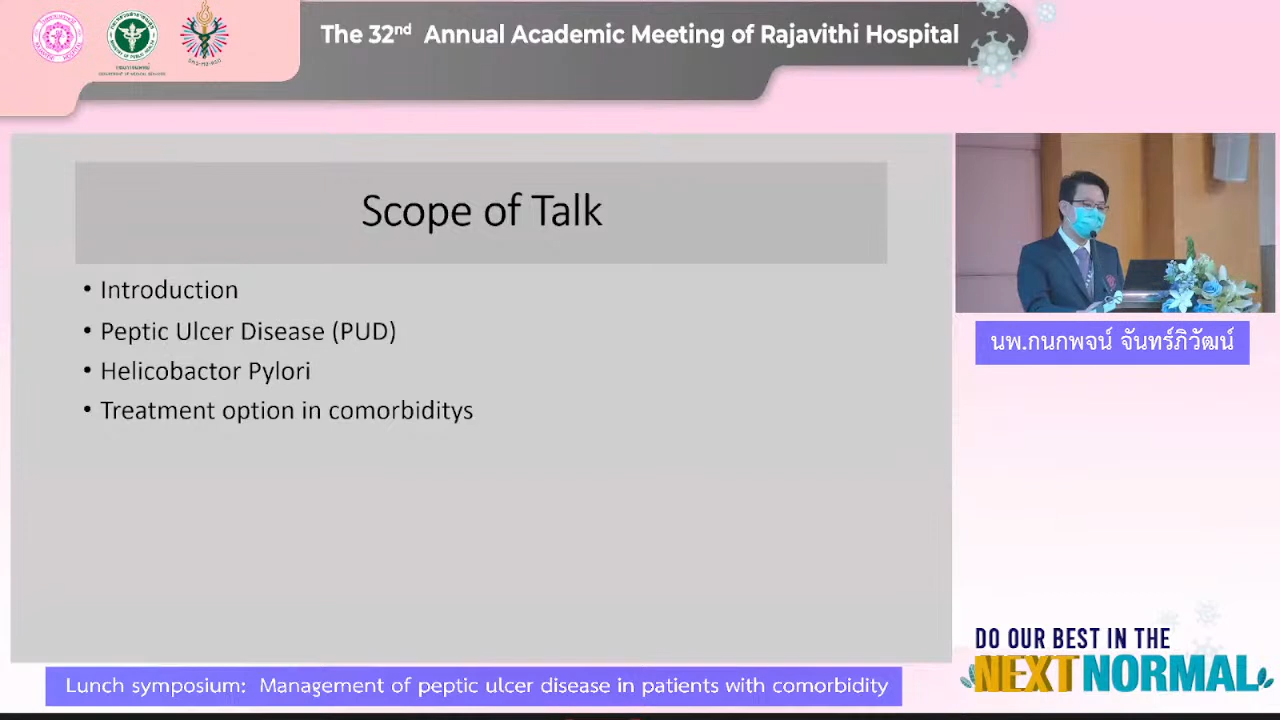 The 32nd Annual Academic Meeting of Rajavithi Hospital
Scope of Talk
• Introduction
• Peptic Ulcer Disease (PUD)
• Helicobactor Pylori
• Treatment option in comorbiditys
นพ.กนกพจน์ จันทร์ภิวัฒน์
DO OUR BEST IN THE
NEXT NORMAL
Lunch symposium: Management of peptic ulcer disease in patients with comorbidity